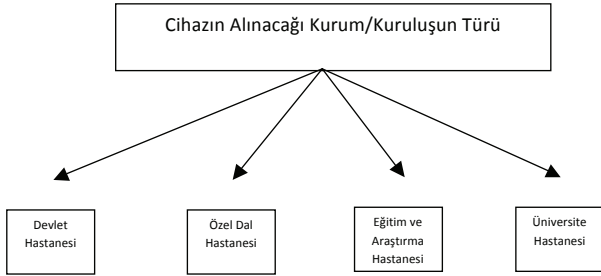 Cihazın Alınacağı Kurum/Kuruluşun Türü
Devlet
Hastanesi
Özel Dal
Hastanesi
Eğitim ve
Araştırma
Hastanesi
Üniversite
Hastanesi